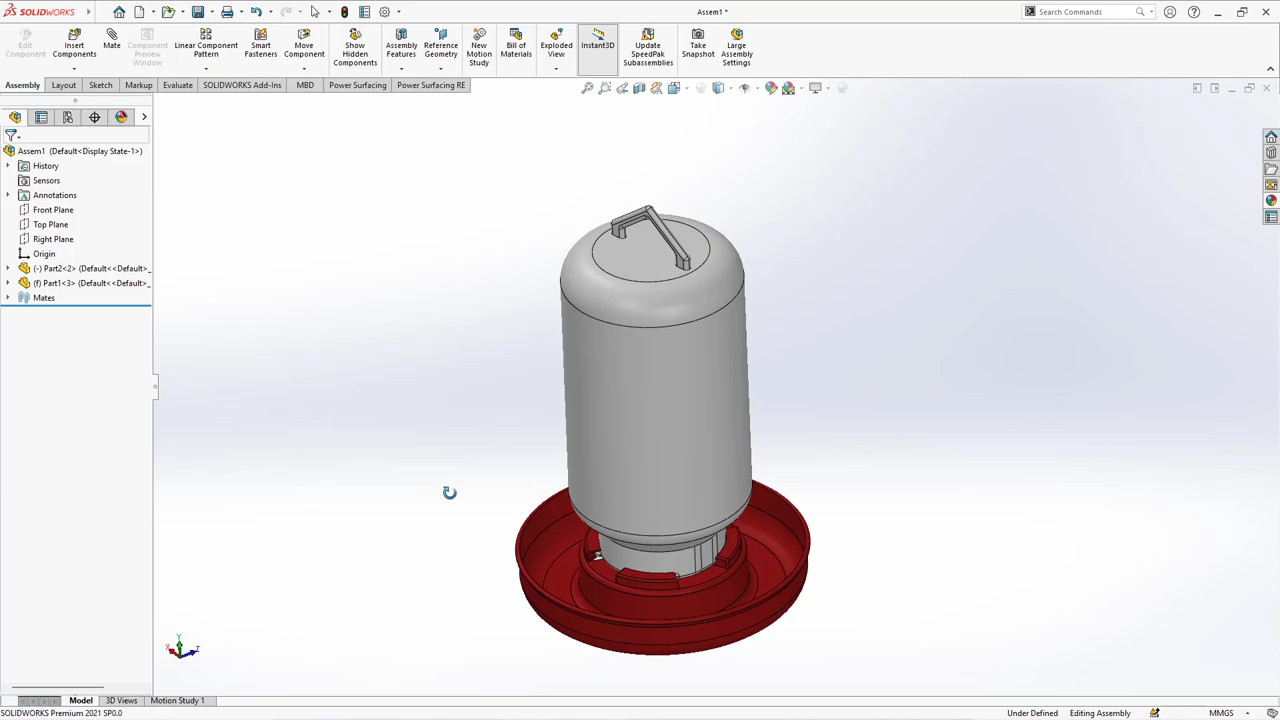 SOLIDWORKS
Assem1 *
Search Commands
Edit Component
Insert Components
Mate
Component Preview Window
Linear Component Pattern
Smart Fasteners
Move Component
Show Hidden Components
Assembly Features
Reference Geometry
New Motion Study
Bill of Materials
Exploded View
Instant3D
Update SpeedPak Subassemblies
Take Snapshot
Large Assembly Settings
Assembly Layout Sketch Markup Evaluate SOLIDWORKS Add-Ins MBD Power Surfacing Power Surfacing RE
Assem1 (Default<Display State-1>)
History
Sensors
Annotations
Front Plane
Top Plane
Right Plane
Origin
(-) Part2<2> (Default<<Default>_
(f) Part1<3> (Default<<Default>_
Mates
Y
X
Z
Model 3D Views Motion Study 1
SOLIDWORKS Premium 2021 SP0.0
Under Defined Editing Assembly MMGS